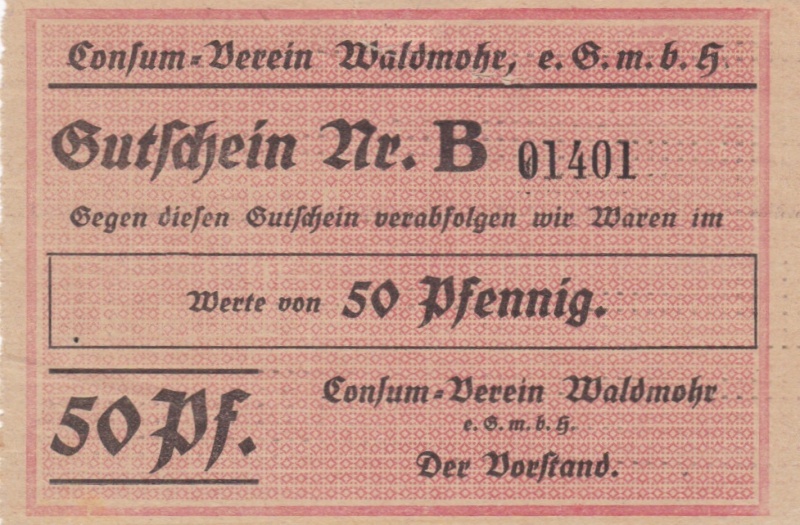 Consum-Verein Waldmohr, e. G. m. b. H.
Gutschein Nr. B 01401
Gegen diesen Gutschein verabfolgen wir Waren im
Werte von 50 Pfennig.
50 Pf.
Consum-Verein Waldmohr
e. G. m. b. H.
Der Vorstand.